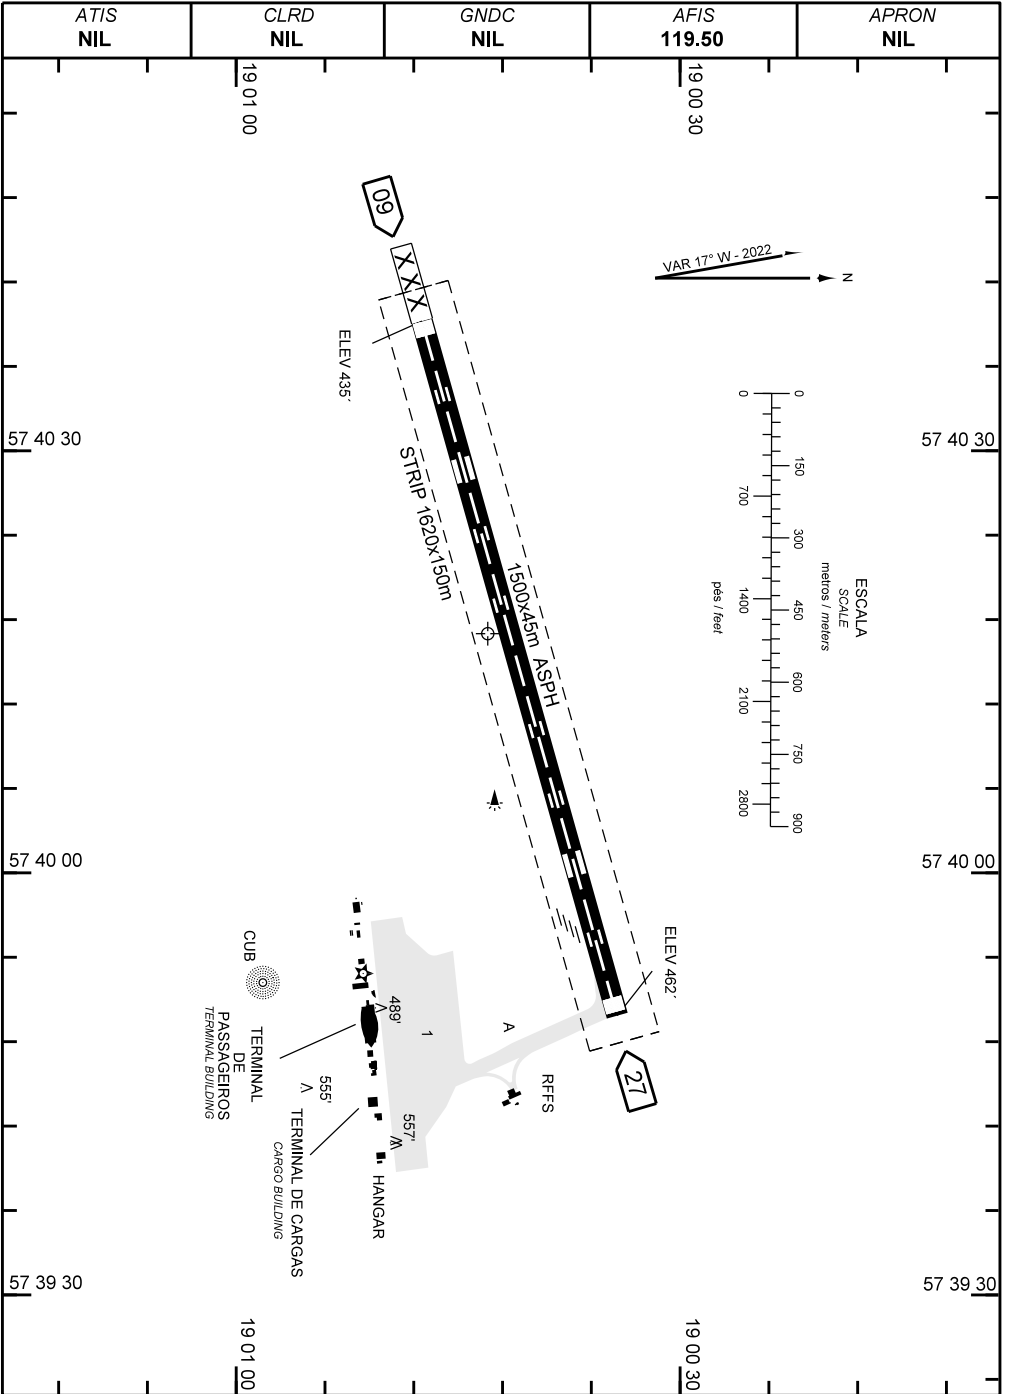 ATIS
NIL
CLRD
NIL
GNDC
NIL
AFIS
119.50
APRON
NIL
19 01 00
19 00 30
09
VAR 17° W - 2022
N
ELEV 435´
57 40 30
57 40 30
STRIP 1620x150m
1500x45m ASPH
ESCALA
SCALE
metros / meters
0 150 300 450 600 750 900
0 700 1400 2100 2800
pés / feet
57 40 00
57 40 00
ELEV 462´
27
CUB
489'
1
A
RFFS
TERMINAL
DE
PASSAGEIROS
TERMINAL BUILDING
555'
557'
TERMINAL DE CARGAS
CARGO BUILDING
HANGAR
57 39 30
57 39 30
19 01 00
19 00 30
X X X